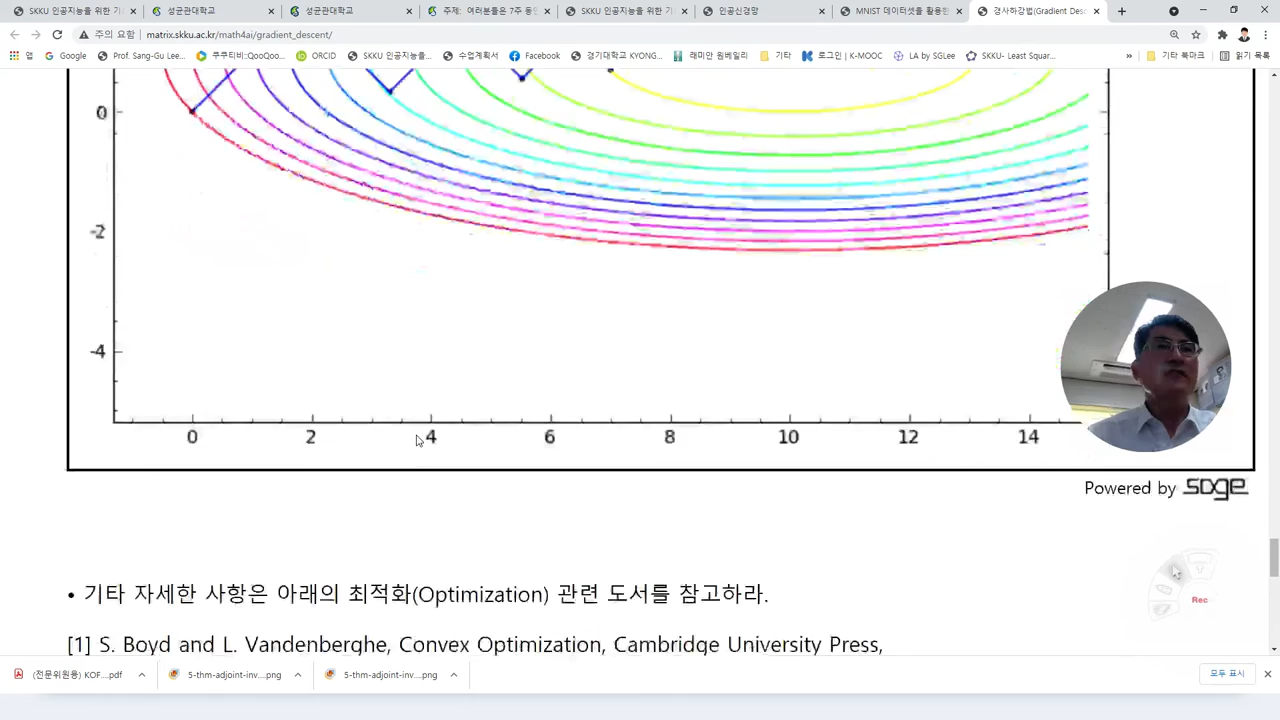 SKKU 인공지능을 위한 기
성균관대학교
성균관대학교
주제: 여러분들은 7주 동안
SKKU 인공지능을 위한 기
인공신경망
MNIST 데이터셋을 활용한
경사하강법(Gradient Desc
주의 요함
matrix.skku.ac.kr/math4ai/gradient_descent/
앱
Google
Prof. Sang-Gu Lee...
쿠쿠티비::QooQoo...
ORCID
SKKU 인공지능을...
수업계획서
Facebook
경기대학교 KYONG...
래미안 원베일리
기타
로그인 | K-MOOC
LA by SGLee
SKKU- Least Squar...
»
기타 북마크
읽기 목록
0
-2
-4
0 2 4 6 8 10 12 14
Powered by sage
Rec
• 기타 자세한 사항은 아래의 최적화(Optimization) 관련 도서를 참고하라.
[1] S. Boyd and L. Vandenberghe, Convex Optimization, Cambridge University Press,
(전문위원용) KOF....pdf
5-thm-adjoint-inv....png
5-thm-adjoint-inv....png
모두 표시